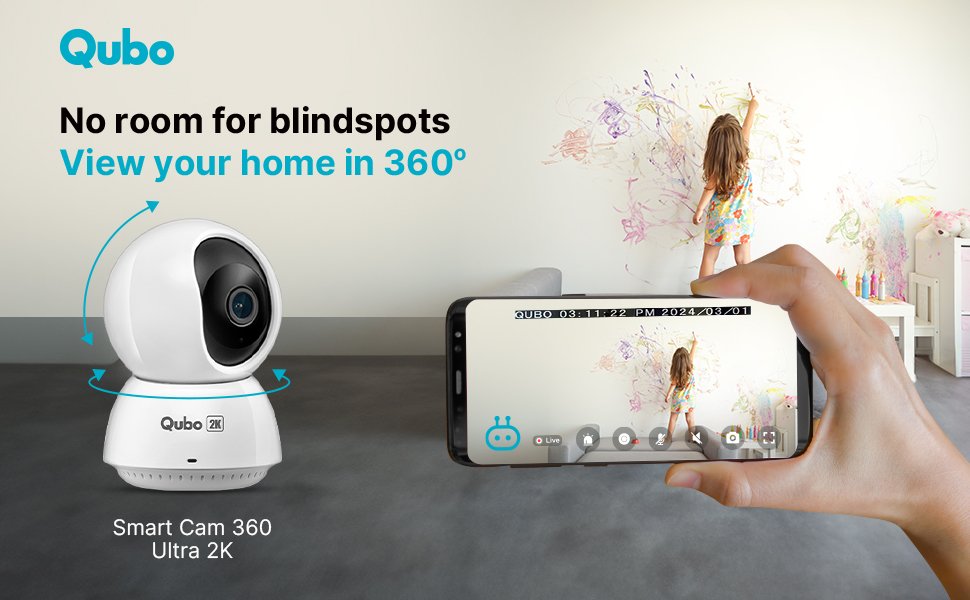 Qubo
No room for blindspots
View your home in 360º
Qubo 2K
Smart Cam 360
Ultra 2K
QUBO 03:11:22 PM 2024/03/01
Live